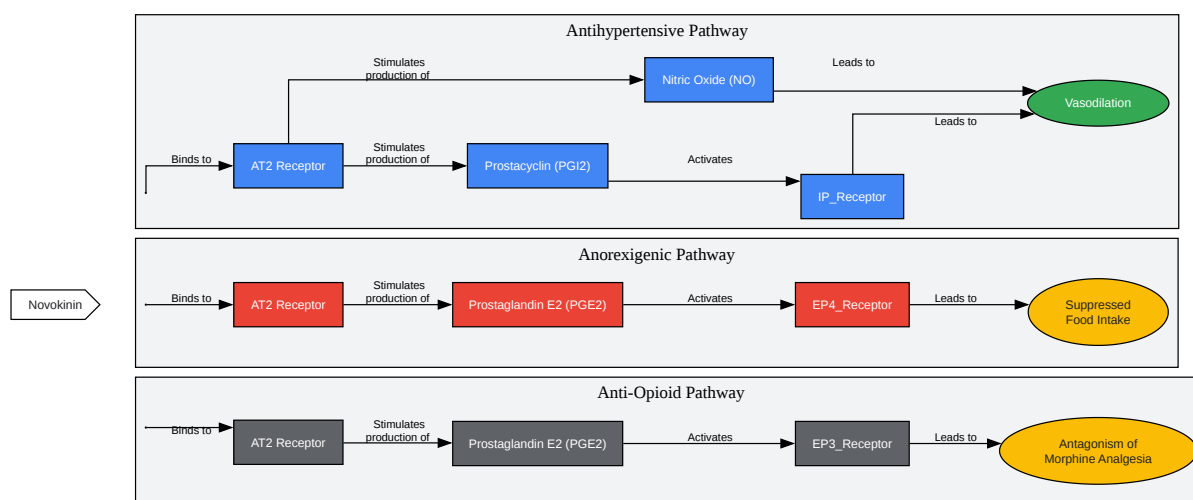 Antihypertensive Pathway
Stimulates
production of
Nitric Oxide (NO)
Leads to
Vasodilation
Binds to
AT2 Receptor
Stimulates
production of
Prostacyclin (PGI2)
Activates
IP_Receptor
Leads to
Novokinin
Anorexigenic Pathway
Binds to
AT2 Receptor
Stimulates
production of
Prostaglandin E2 (PGE2)
Activates
EP4_Receptor
Leads to
Suppressed
Food Intake
Anti-Opioid Pathway
Binds to
AT2 Receptor
Stimulates
production of
Prostaglandin E2 (PGE2)
Activates
EP3_Receptor
Leads to
Antagonism of
Morphine Analgesia